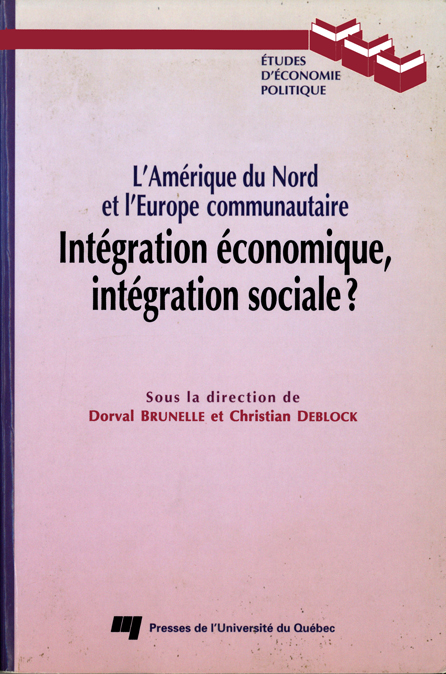 ÉTUDES
D'ÉCONOMIE
POLITIQUE
L'Amérique du Nord
et l'Europe communautaire
Intégration économique,
intégration sociale ?
Sous la direction de
Dorval BRUNELLE et Christian DEBLOCK
Presses de l'Université du Québec